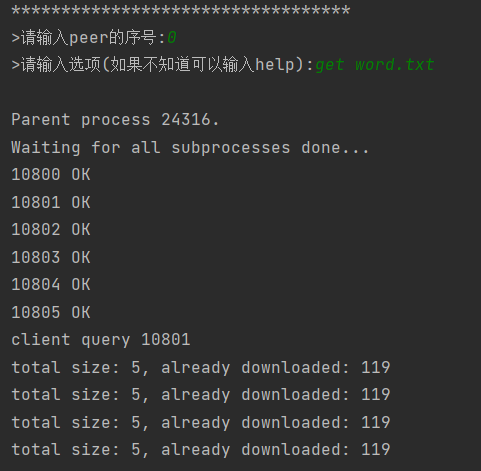 **********************************
>请输入peer的序号:0
>请输入选项(如果不知道可以输入help):get word.txt
Parent process 24316.
Waiting for all subprocesses done...
10800 OK
10801 OK
10802 OK
10803 OK
10804 OK
10805 OK
client query 10801
total size: 5, already downloaded: 119
total size: 5, already downloaded: 119
total size: 5, already downloaded: 119
total size: 5, already downloaded: 119